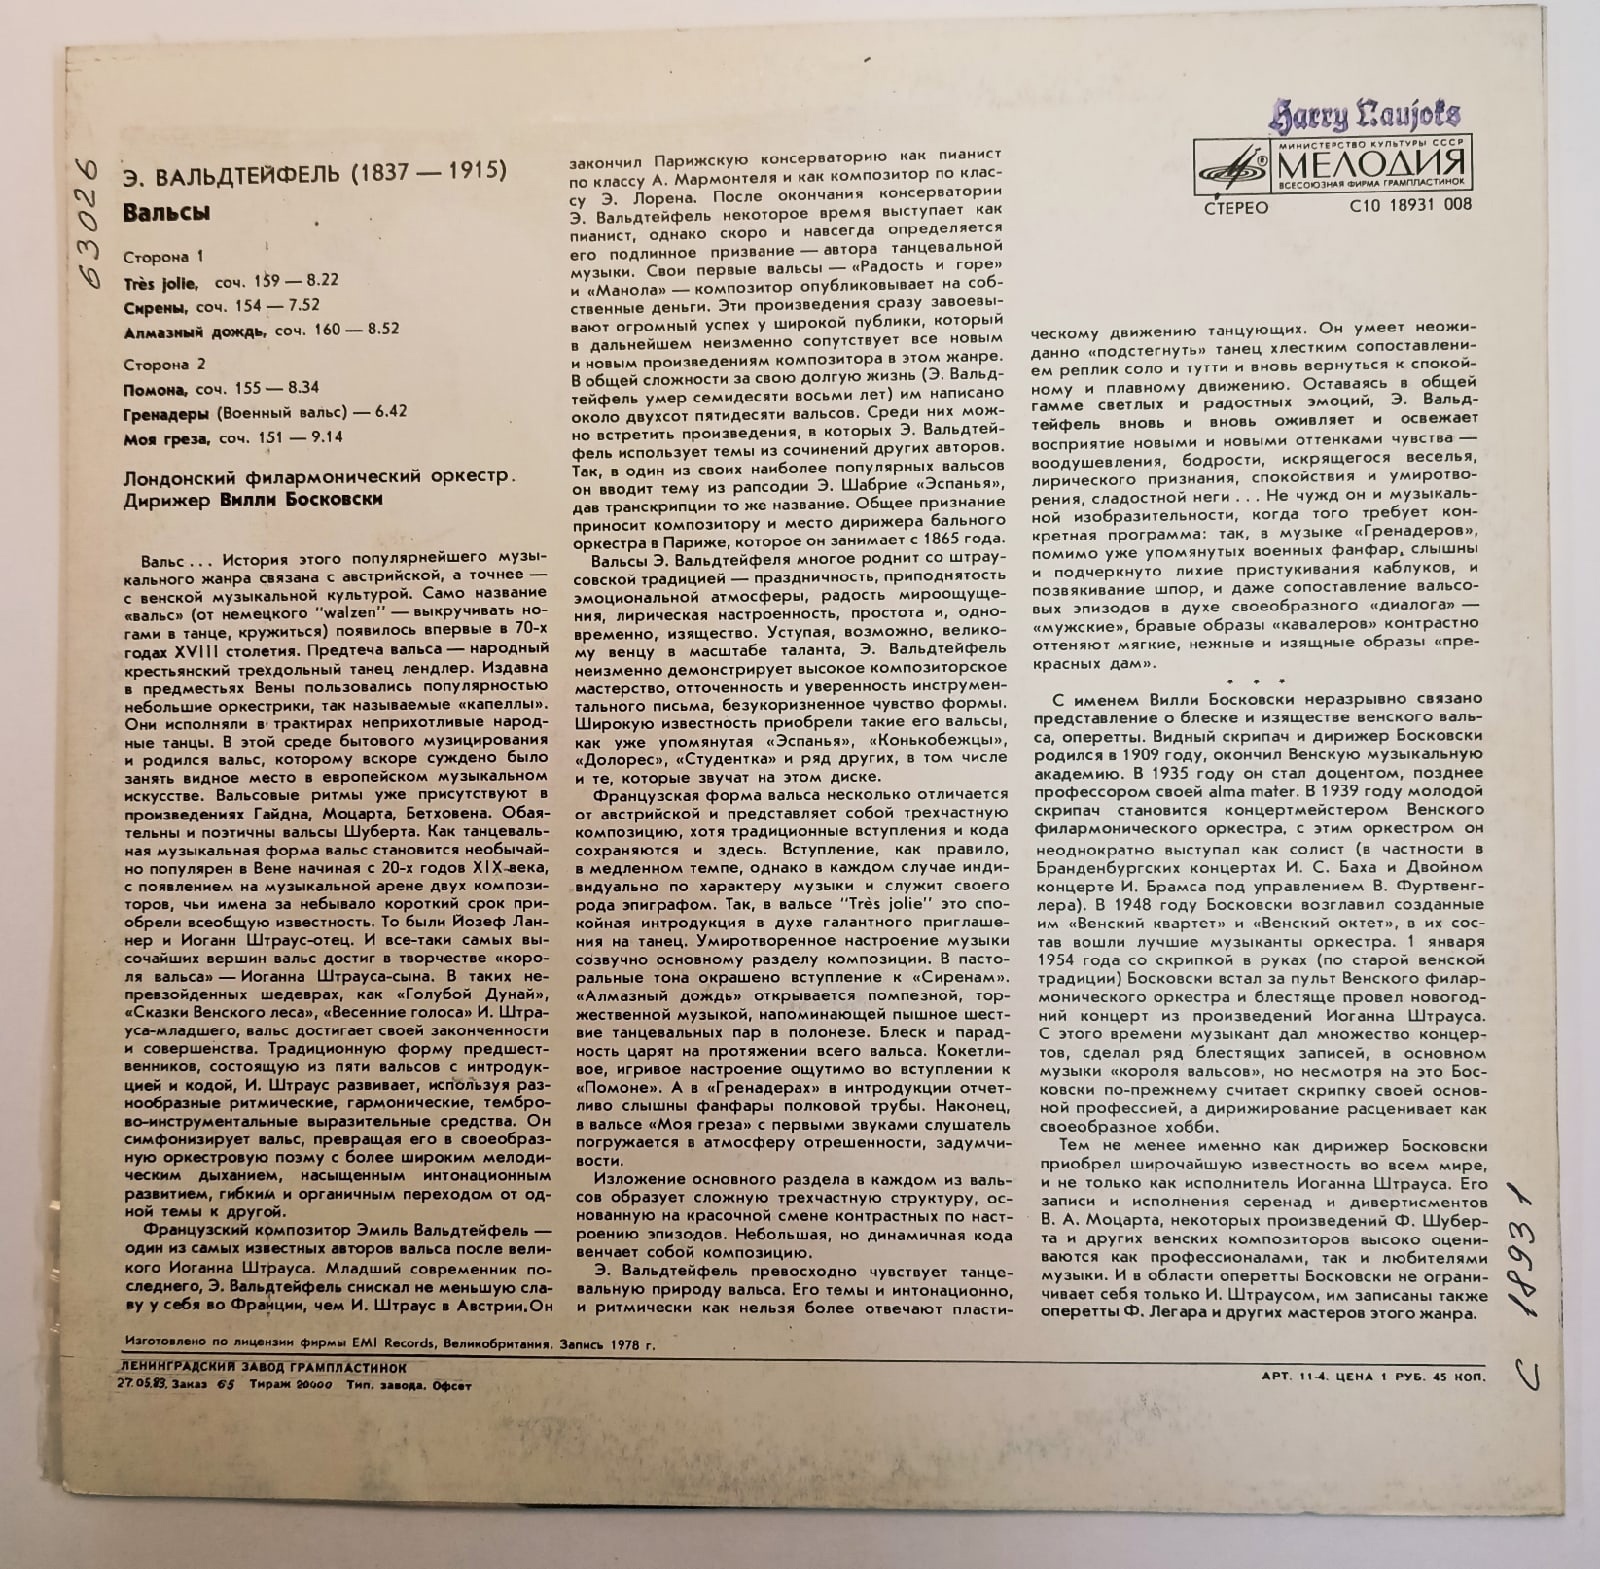 63026
Э. ВАЛЬДТЕЙФЕЛЬ (1837 — 1915)
Вальсы
Сторона 1
Très jolie, соч. 159 — 8.22
Сирены, соч. 154 — 7.52
Алмазный дождь, соч. 160 — 8.52
Сторона 2
Помона, соч. 155 — 8.34
Гренадеры (Военный вальс) — 6.42
Моя греза, соч. 151 — 9.14
Лондонский филармонический оркестр.
Дирижер Вилли Босковски
Вальс ... История этого популярнейшего музы-
кального жанра связана с австрийской, а точнее —
с венской музыкальной культурой. Само название
«вальс» (от немецкого "walzen" — выкручивать но-
гами в танце, кружиться) появилось впервые в 70-х
годах XVIII столетия. Предтеча вальса — народный
крестьянский трехдольный танец лендлер. Издавна
в предместьях Вены пользовались популярностью
небольшие оркестрики, так называемые «капеллы».
Они исполняли в трактирах неприхотливые народ-
ные танцы. В этой среде бытового музицирования
и родился вальс, которому вскоре суждено было
занять видное место в европейском музыкальном
искусстве. Вальсовые ритмы уже присутствуют в
произведениях Гайдна, Моцарта, Бетховена. Обая-
тельны и поэтичны вальсы Шуберта. Как танцеваль-
ная музыкальная форма вальс становится необычай-
но популярен в Вене начиная с 20-х годов XIX века,
с появлением на музыкальной арене двух компози-
торов, чьи имена за небывало короткий срок при-
обрели всеобщую известность. То были Йозеф Лан-
нер и Иоганн Штраус-отец. И все-таки самых вы-
сочайших вершин вальс достиг в творчестве «коро-
ля вальса» — Иоганна Штрауса-сына. В таких не-
превзойденных шедеврах, как «Голубой Дунай»,
«Сказки Венского леса», «Весенние голоса» И. Штра-
уса-младшего, вальс достигает своей законченности
и совершенства. Традиционную форму предшест-
венников, состоящую из пяти вальсов с интродук-
цией и кодой, И. Штраус развивает, используя раз-
нообразные ритмические, гармонические, тембро-
во-инструментальные выразительные средства. Он
симфонизирует вальс, превращая его в своеобраз-
ную оркестровую поэму с более широким мелоди-
ческим дыханием, насыщенным интонационным
развитием, гибким и органичным переходом от од-
ной темы к другой.
Французский композитор Эмиль Вальдтейфель —
один из самых известных авторов вальса после вели-
кого Иоганна Штрауса. Младший современник по-
следнего, Э. Вальдтейфель снискал не меньшую сла-
ву у себя во Франции, чем И. Штраус в Австрии. Он
закончил Парижскую консерваторию как пианист
по классу А. Мармонтеля и как композитор по клас-
су Э. Лорена. После окончания консерватории
Э. Вальдтейфель некоторое время выступает как
пианист, однако скоро и навсегда определяется
его подлинное призвание — автора танцевальной
музыки. Свои первые вальсы — «Радость и горе»
и «Манола» — композитор опубликовывает на соб-
ственные деньги. Эти произведения сразу завоевы-
вают огромный успех у широкой публики, который
в дальнейшем неизменно сопутствует все новым
и новым произведениям композитора в этом жанре.
В общей сложности за свою долгую жизнь (Э. Вальд-
тейфель умер семидесяти восьми лет) им написано
около двухсот пятидесяти вальсов. Среди них мож-
но встретить произведения, в которых Э. Вальдтей-
фель использует темы из сочинений других авторов.
Так, в один из своих наиболее популярных вальсов
он вводит тему из рапсодии Э. Шабрие «Эспанья»,
дав транскрипции то же название. Общее признание
приносит композитору и место дирижера бального
оркестра в Париже, которое он занимает с 1865 года.
Вальсы Э. Вальдтейфеля многое роднит со штрау-
совской традицией — праздничность, приподнятость
эмоциональной атмосферы, радость мироощуще-
ния, лирическая настроенность, простота и, одно-
временно, изящество. Уступая, возможно, велико-
му венцу в масштабе таланта, Э. Вальдтейфель
неизменно демонстрирует высокое композиторское
мастерство, отточенность и уверенность инструмен-
тального письма, безукоризненное чувство формы.
Широкую известность приобрели такие его вальсы,
как уже упомянутая «Эспанья», «Конькобежцы»,
«Долорес», «Студентка» и ряд других, в том числе
и те, которые звучат на этом диске.
Французская форма вальса несколько отличается
от австрийской и представляет собой трехчастную
композицию, хотя традиционные вступления и кода
сохраняются и здесь. Вступление, как правило,
в медленном темпе, однако в каждом случае инди-
видуально по характеру музыки и служит своего
рода эпиграфом. Так, в вальсе "Très jolie" это спо-
койная интродукция в духе галантного приглаше-
ния на танец. Умиротворенное настроение музыки
созвучно основному разделу композиции. В пасто-
ральные тона окрашено вступление к «Сиренам».
«Алмазный дождь» открывается помпезной, тор-
жественной музыкой, напоминающей пышное шест-
вие танцевальных пар в полонезе. Блеск и парад-
ность царят на протяжении всего вальса. Кокетли-
вое, игривое настроение ощутимо во вступлении к
«Помоне». А в «Гренадерах» в интродукции отчет-
ливо слышны фанфары полковой трубы. Наконец,
в вальсе «Моя греза» с первыми звуками слушатель
погружается в атмосферу отрешенности, задумчи-
вости.
Изложение основного раздела в каждом из валь-
сов образует сложную трехчастную структуру, ос-
нованную на красочной смене контрастных по наст-
роению эпизодов. Небольшая, но динамичная кода
венчает собой композицию.
Э. Вальдтейфель превосходно чувствует танце-
вальную природу вальса. Его темы и интонационно,
и ритмически как нельзя более отвечают пласти-
Harry Naujoks
МИНИСТЕРСТВО КУЛЬТУРЫ СССР
МЕЛОДИЯ
ВСЕСОЮЗНАЯ ФИРМА ГРАМПЛАСТИНОК
СТЕРЕО С10 18931 008
ческому движению танцующих. Он умеет неожи-
данно «подстегнуть» танец хлестким сопоставлени-
ем реплик соло и тутти и вновь вернуться к спокой-
ному и плавному движению. Оставаясь в общей
гамме светлых и радостных эмоций, Э. Вальд-
тейфель вновь и вновь оживляет и освежает
восприятие новыми и новыми оттенками чувства —
воодушевления, бодрости, искрящегося веселья,
лирического признания, спокойствия и умиротво-
рения, сладостной неги ... Не чужд он и музыкаль-
ной изобразительности, когда того требует кон-
кретная программа: так, в музыке «Гренадеров»,
помимо уже упомянутых военных фанфар, слышны
и подчеркнуто лихие пристукивания каблуков, и
позвякивание шпор, и даже сопоставление вальсо-
вых эпизодов в духе своеобразного «диалога» —
«мужские», бравые образы «кавалеров» контрастно
оттеняют мягкие, нежные и изящные образы «пре-
красных дам».
. . .
С именем Вилли Босковски неразрывно связано
представление о блеске и изяществе венского валь-
са, оперетты. Видный скрипач и дирижер Босковски
родился в 1909 году, окончил Венскую музыкальную
академию. В 1935 году он стал доцентом, позднее
профессором своей alma mater. В 1939 году молодой
скрипач становится концертмейстером Венского
филармонического оркестра, с этим оркестром он
неоднократно выступал как солист (в частности в
Бранденбургских концертах И. С. Баха и Двойном
концерте И. Брамса под управлением В. Фуртвенг-
лера). В 1948 году Босковски возглавил созданные
им «Венский квартет» и «Венский октет», в их сос-
тав вошли лучшие музыканты оркестра. 1 января
1954 года со скрипкой в руках (по старой венской
традиции) Босковски встал за пульт Венского филар-
монического оркестра и блестяще провел новогод-
ний концерт из произведений Иоганна Штрауса.
С этого времени музыкант дал множество концер-
тов, сделал ряд блестящих записей, в основном
музыки «короля вальсов», но несмотря на это Бос-
ковски по-прежнему считает скрипку своей основ-
ной профессией, а дирижирование расценивает как
своеобразное хобби.
Тем не менее именно как дирижер Босковски
приобрел широчайшую известность во всем мире,
и не только как исполнитель Иоганна Штрауса. Его
записи и исполнения серенад и дивертисментов
В. А. Моцарта, некоторых произведений Ф. Шубер-
та и других венских композиторов высоко оцени-
ваются как профессионалами, так и любителями
музыки. И в области оперетты Босковски не ограни-
чивает себя только И. Штраусом, им записаны также
оперетты Ф. Легара и других мастеров этого жанра.
С 18931
Изготовлено по лицензии фирмы EMI Records, Великобритания. Запись 1978 г.
ЛЕНИНГРАДСКИЙ ЗАВОД ГРАМПЛАСТИНОК
27.05.83. Заказ 65 Тираж 20000 Тип. завода. Офсет
АРТ. 11-4. ЦЕНА 1 РУБ. 45 КОП.